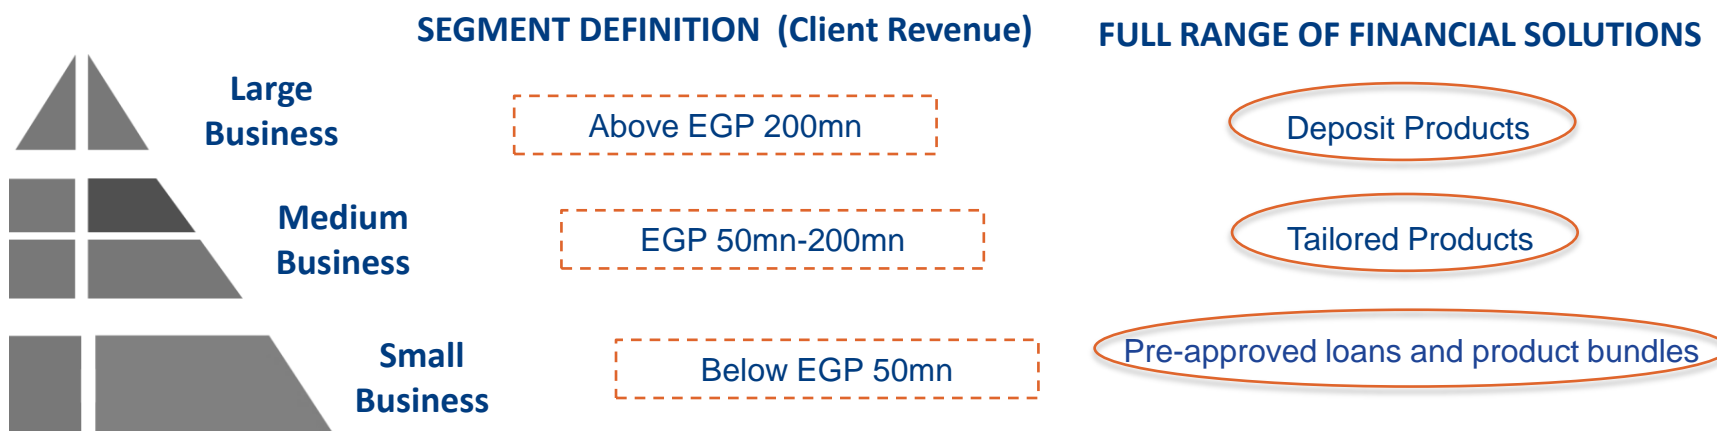 SEGMENT DEFINITION (Client Revenue)
FULL RANGE OF FINANCIAL SOLUTIONS
Large
Business
Above EGP 200mn
Deposit Products
Medium
Business
EGP 50mn-200mn
Tailored Products
Small
Business
Below EGP 50mn
Pre-approved loans and product bundles